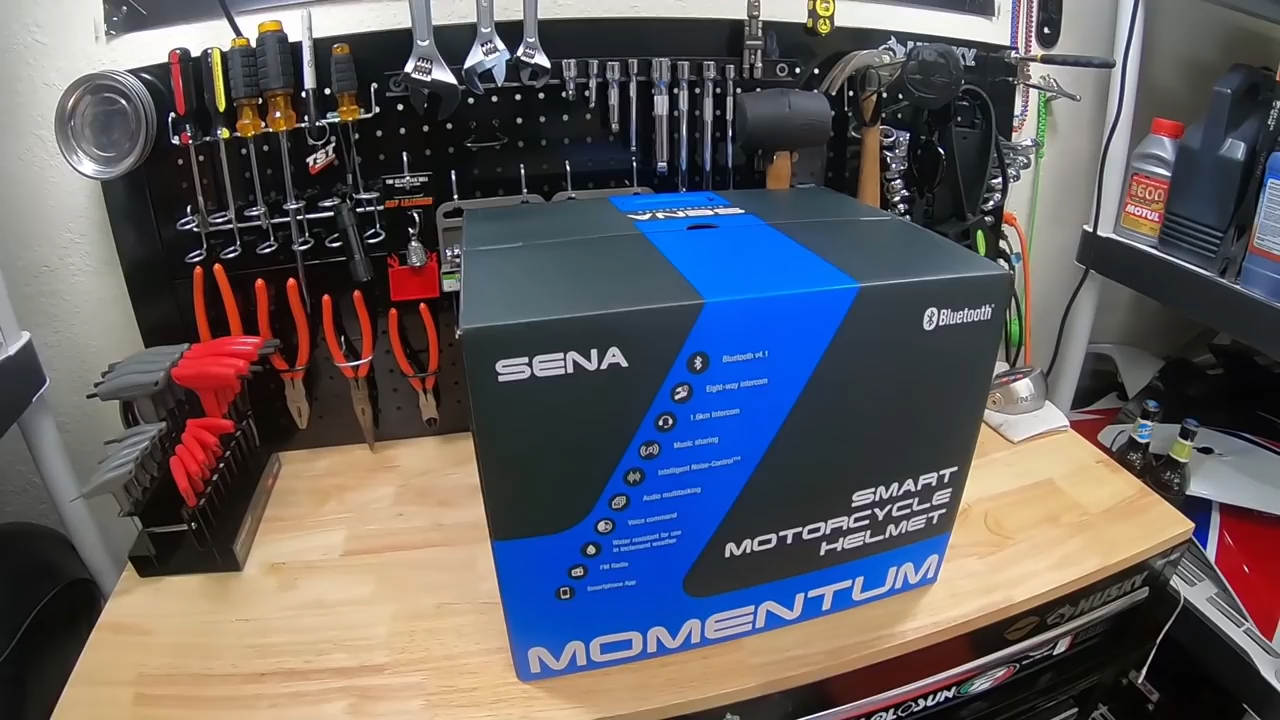 HUSKY
TST
600
MOTUL
SENA
SENA
Bluetooth
Bluetooth v4.1
Eight-way intercom
1.6km Intercom
Music sharing
Intelligent Noise-Control™
Audio multitasking
Voice command
Water resistant for use
in inclement weather
FM Radio
Smartphone App
SMART
MOTORCYCLE
HELMET
MOMENTUM
HUSKY
HOLOSUN